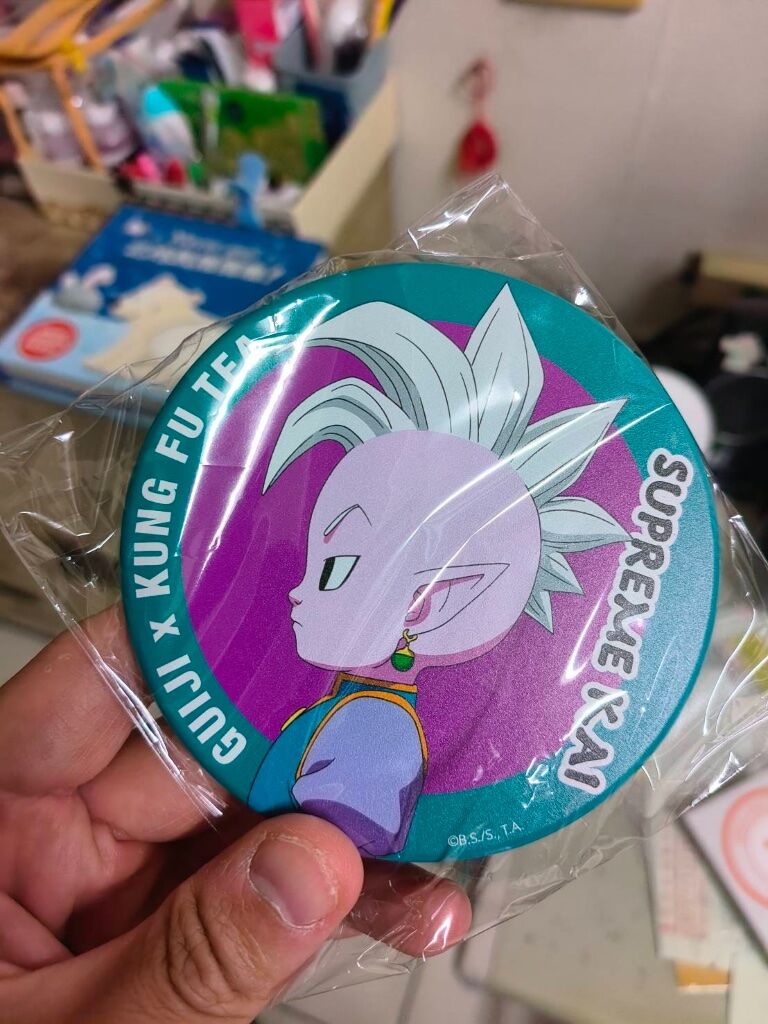 GUIJI x KUNG FU TEA
SUPREME KAI
©B.S./S., T.A.